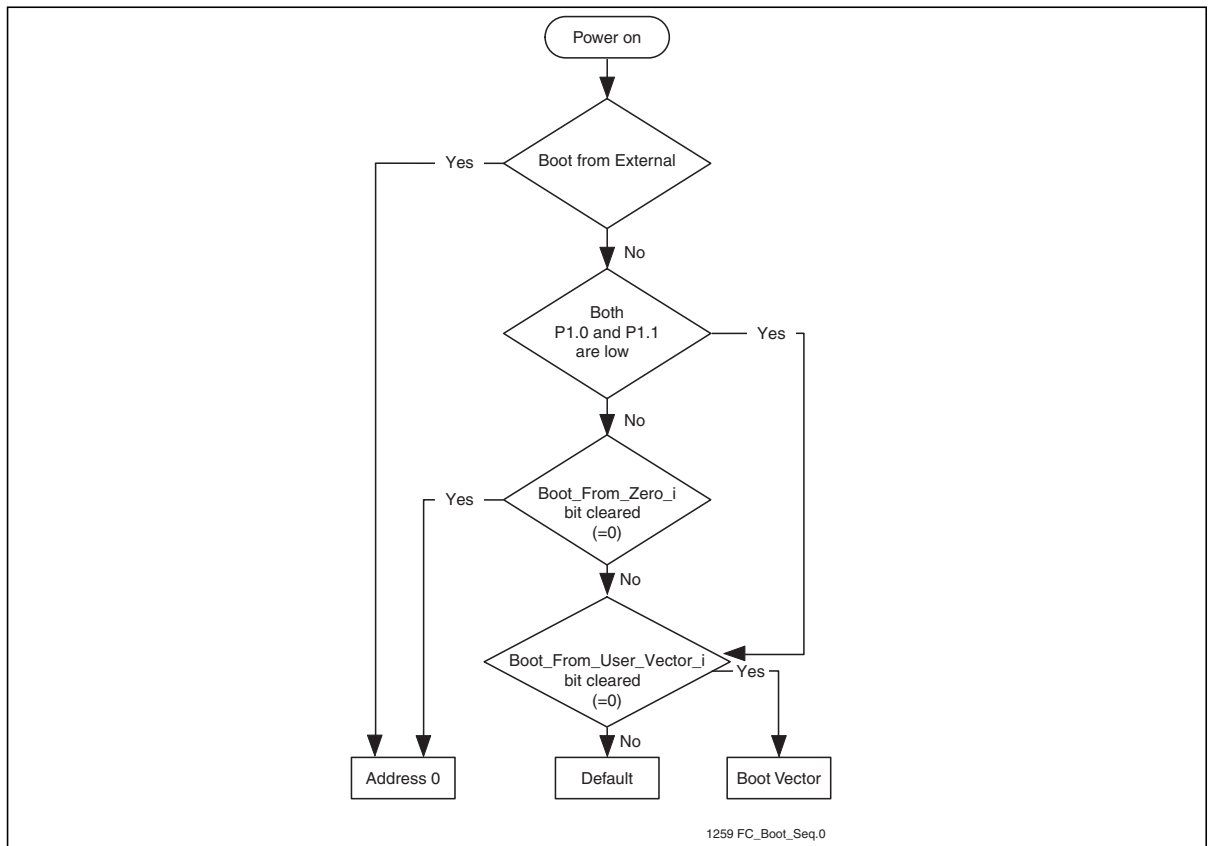 Power on
Yes
Boot from External
No
Both
P1.0 and P1.1
are low
Yes
No
Yes
Boot_From_Zero_i
bit cleared
(=0)
No
Boot_From_User_Vector_i
bit cleared
(=0)
Yes
No
Address 0
Default
Boot Vector
1259 FC_Boot_Seq.0